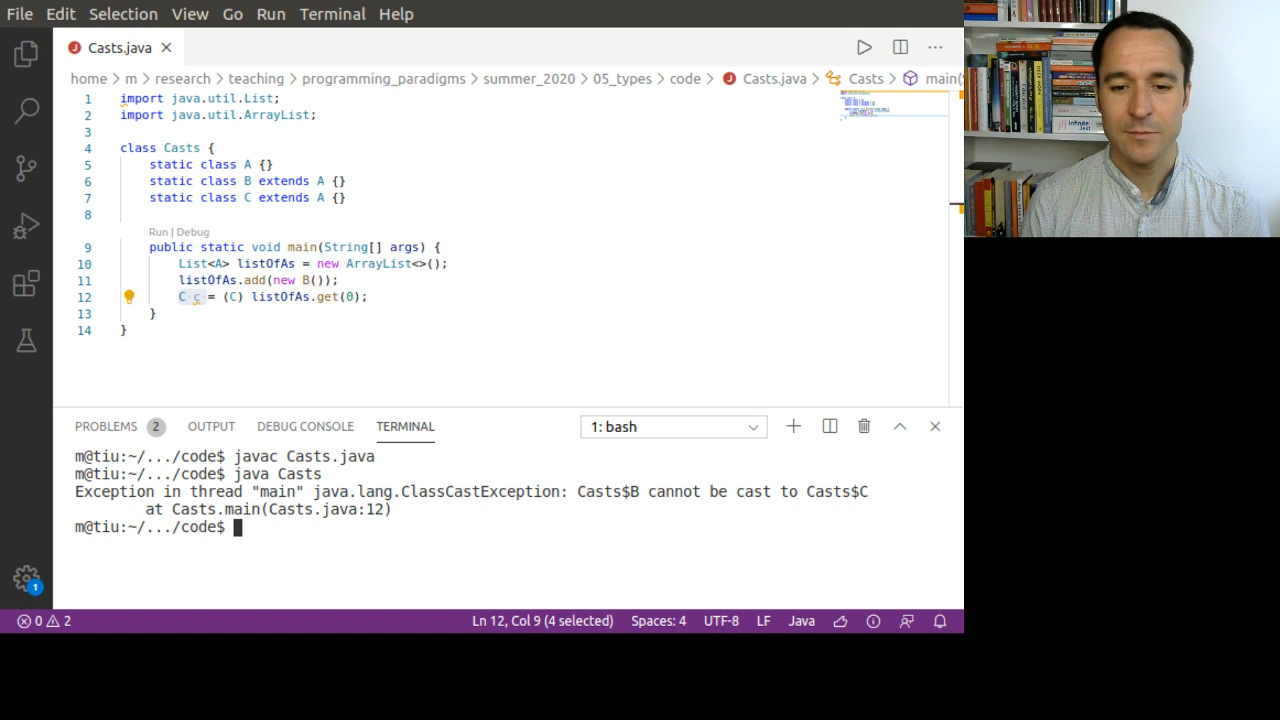 File Edit Selection View Go Run Terminal Help
Casts.java
home > m > research > teaching > programming_paradigms > summer_2020 > 05_types > code > Casts.java > Casts >
1 import java.util.List;
2 import java.util.ArrayList;
3
4 class Casts {
5 static class A {}
6 static class B extends A {}
7 static class C extends A {}
8
Run | Debug
9 public static void main(String[] args) {
10 List<A> listOfAs = new ArrayList<>();
11 listOfAs.add(new B());
12 C c = (C) listOfAs.get(0);
13 }
14 }
PROBLEMS 2 OUTPUT DEBUG CONSOLE TERMINAL 1: bash
m@tiu:~/.../code$ javac Casts.java
m@tiu:~/.../code$ java Casts
Exception in thread "main" java.lang.ClassCastException: Casts$B cannot be cast to Casts$C
at Casts.main(Casts.java:12)
m@tiu:~/.../code$
1
0 2 Ln 12, Col 9 (4 selected) Spaces: 4 UTF-8 LF Java
Infinite Jest